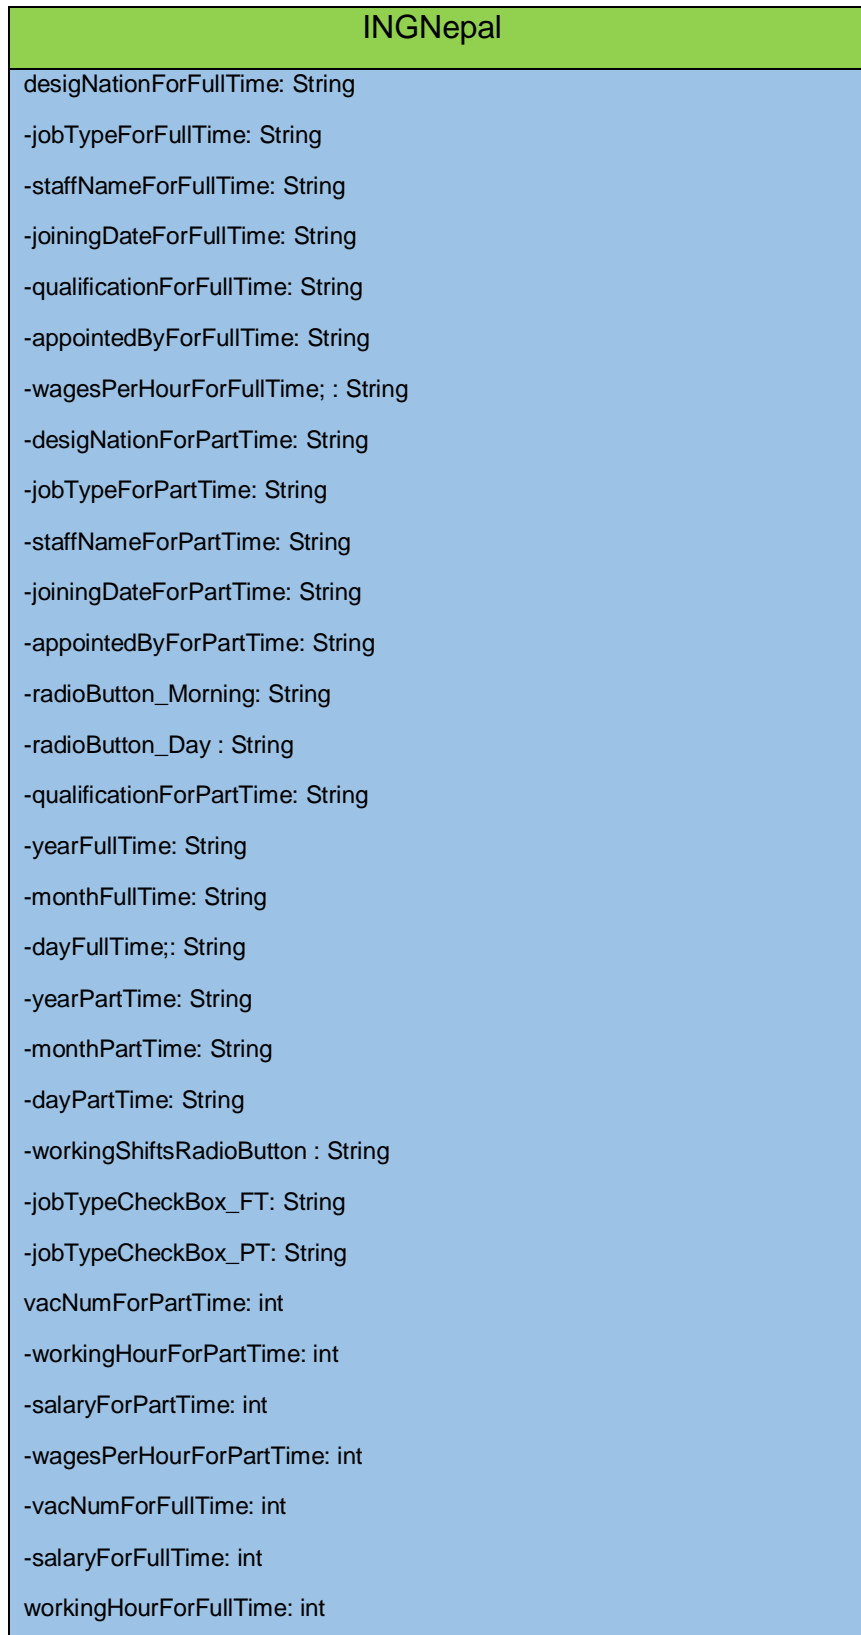 INGNepal
desigNationForFullTime: String
-jobTypeForFullTime: String
-staffNameForFullTime: String
-joiningDateForFullTime: String
-qualificationForFullTime: String
-appointedByForFullTime: String
-wagesPerHourForFullTime; : String
-desigNationForPartTime: String
-jobTypeForPartTime: String
-staffNameForPartTime: String
-joiningDateForPartTime: String
-appointedByForPartTime: String
-radioButton_Morning: String
-radioButton_Day : String
-qualificationForPartTime: String
-yearFullTime: String
-monthFullTime: String
-dayFullTime;: String
-yearPartTime: String
-monthPartTime: String
-dayPartTime: String
-workingShiftsRadioButton : String
-jobTypeCheckBox_FT: String
-jobTypeCheckBox_PT: String
vacNumForPartTime: int
-workingHourForPartTime: int
-salaryForPartTime: int
-wagesPerHourForPartTime: int
-vacNumForFullTime: int
-salaryForFullTime: int
workingHourForFullTime: int